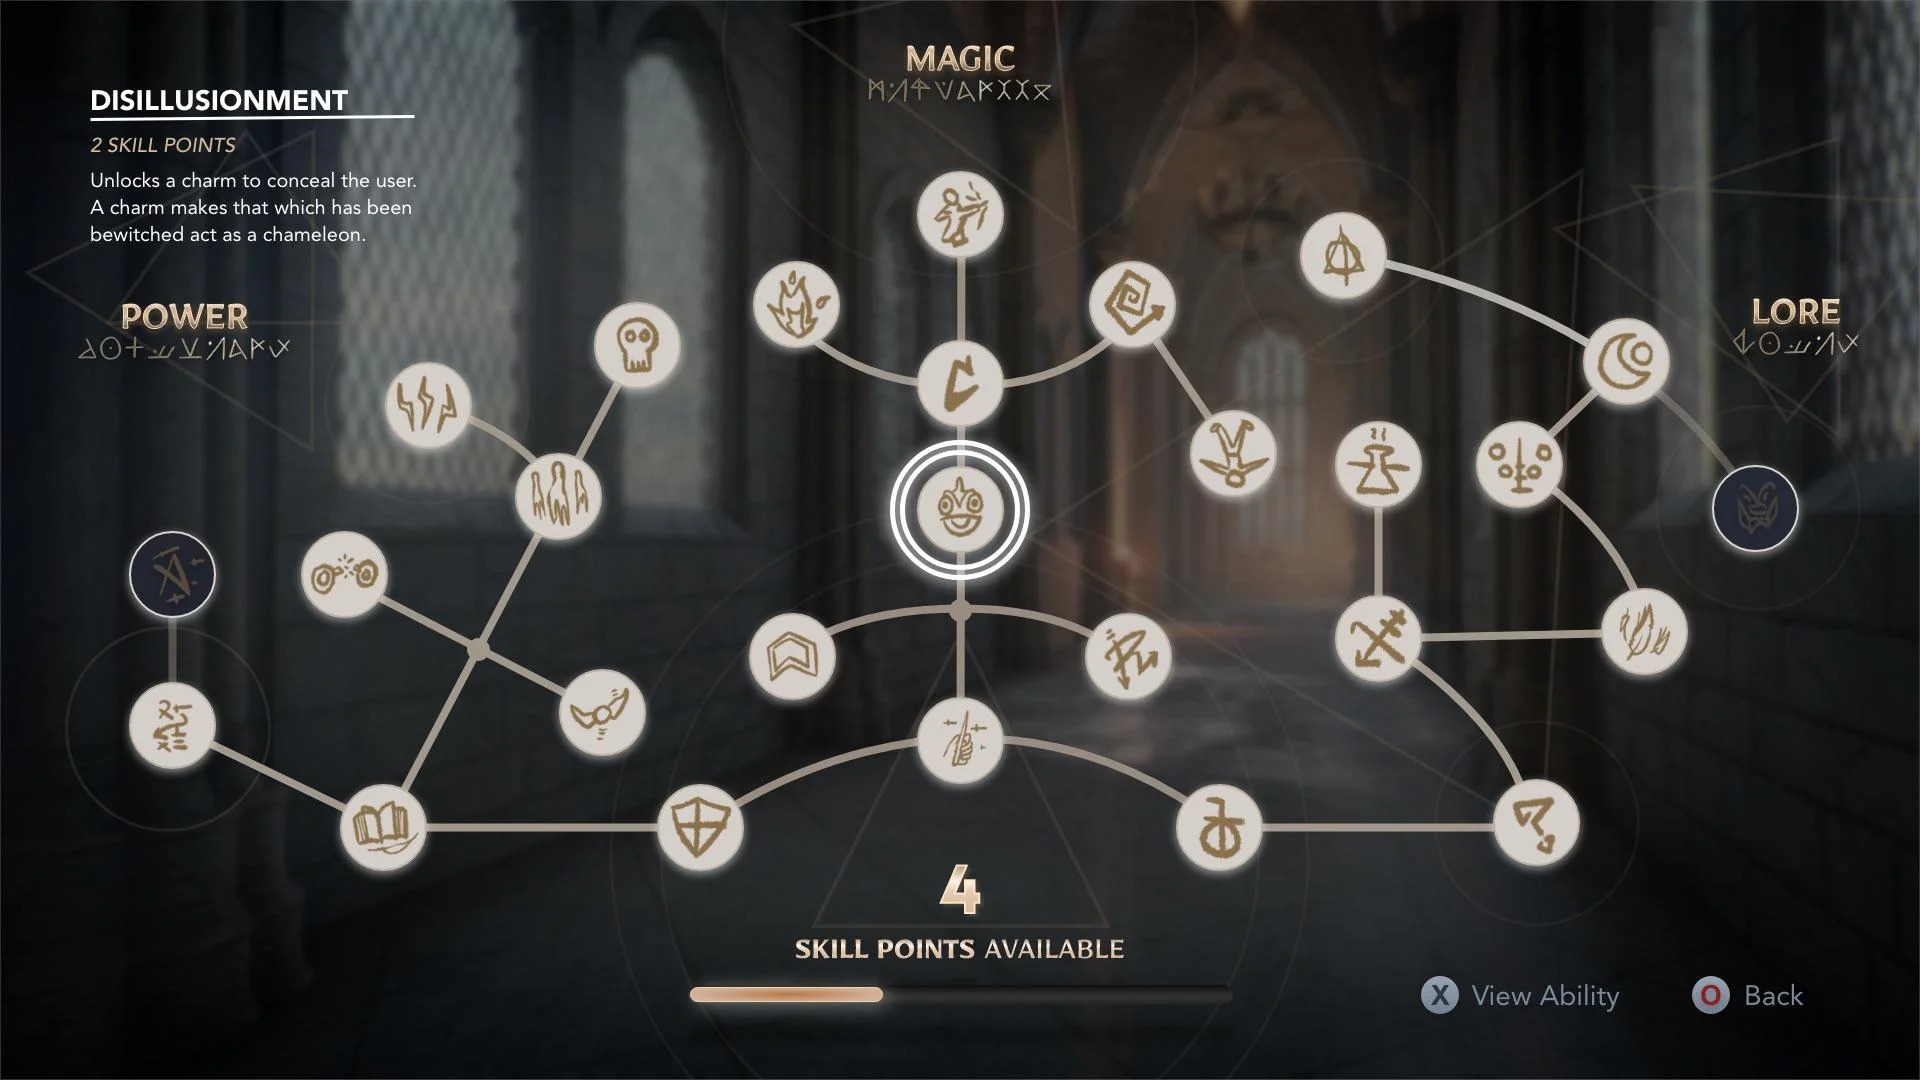 MAGIC
DISILLUSIONMENT
2 SKILL POINTS
Unlocks a charm to conceal the user.
A charm makes that which has been
bewitched act as a chameleon.
POWER
LORE
4
SKILL POINTS AVAILABLE
X View Ability
O Back